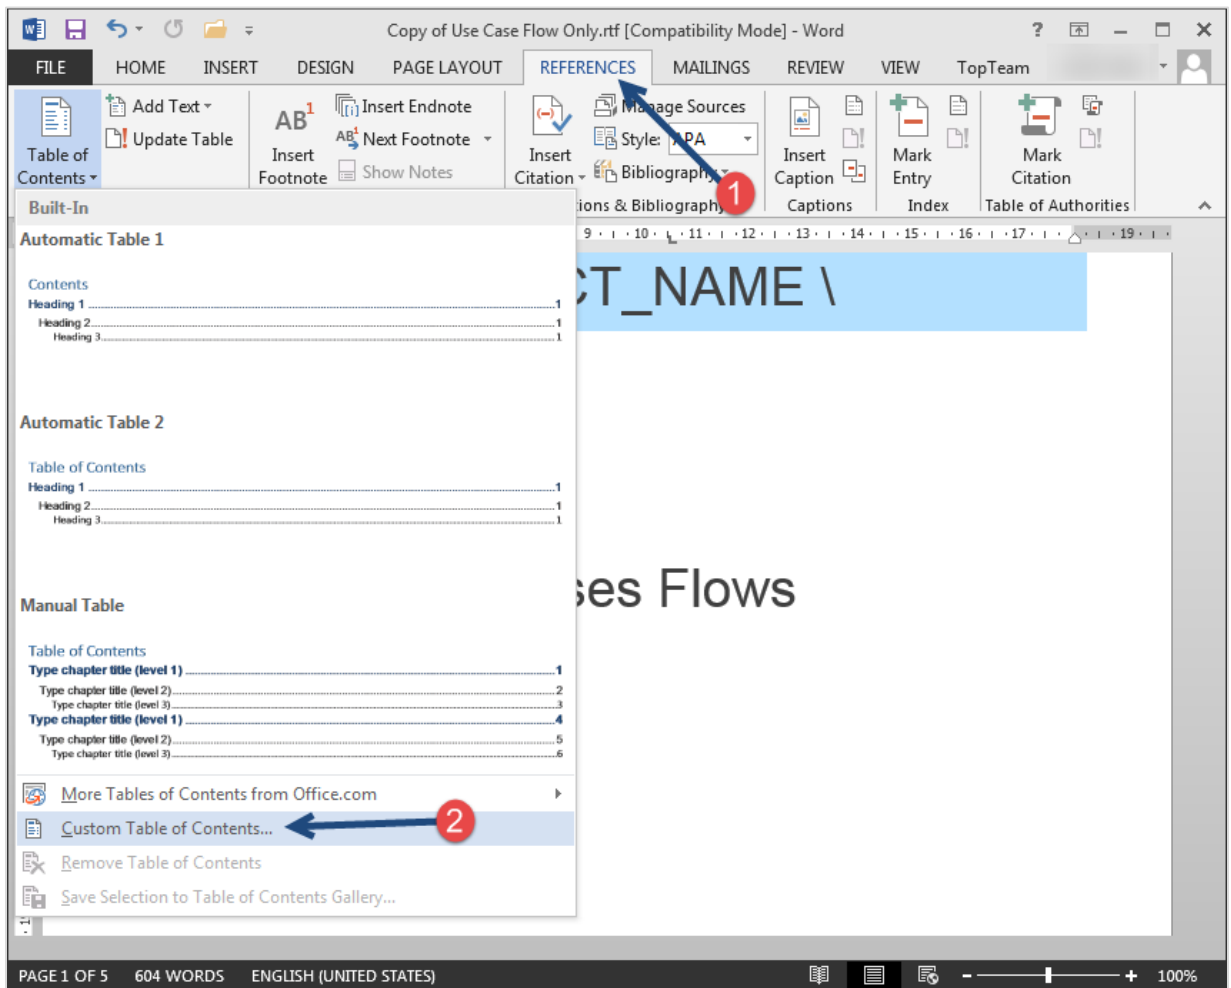 Copy of Use Case Flow Only.rtf [Compatibility Mode] - Word
FILE HOME INSERT DESIGN PAGE LAYOUT REFERENCES MAILINGS REVIEW VIEW TopTeam
Table of Contents
Add Text
Update Table
AB1
Insert Footnote
Insert Endnote
AB1 Next Footnote
Show Notes
Insert Citation
Manage Sources
Style: APA
Bibliography
Insert Caption
Mark Entry
Mark Citation
1
tions & Bibliography Captions Index Table of Authorities
9 10 11 12 13 14 15 16 17 19
Built-In
Automatic Table 1
Contents
Heading 1 1
Heading 2 1
Heading 3 1
Automatic Table 2
Table of Contents
Heading 1 1
Heading 2 1
Heading 3 1
Manual Table
Table of Contents
Type chapter title (level 1) 1
Type chapter title (level 2) 2
Type chapter title (level 3) 3
Type chapter title (level 1) 4
Type chapter title (level 2) 5
Type chapter title (level 3) 6
More Tables of Contents from Office.com
Custom Table of Contents...
2
Remove Table of Contents
Save Selection to Table of Contents Gallery...
CT_NAME \
ses Flows
PAGE 1 OF 5 604 WORDS ENGLISH (UNITED STATES) 100%